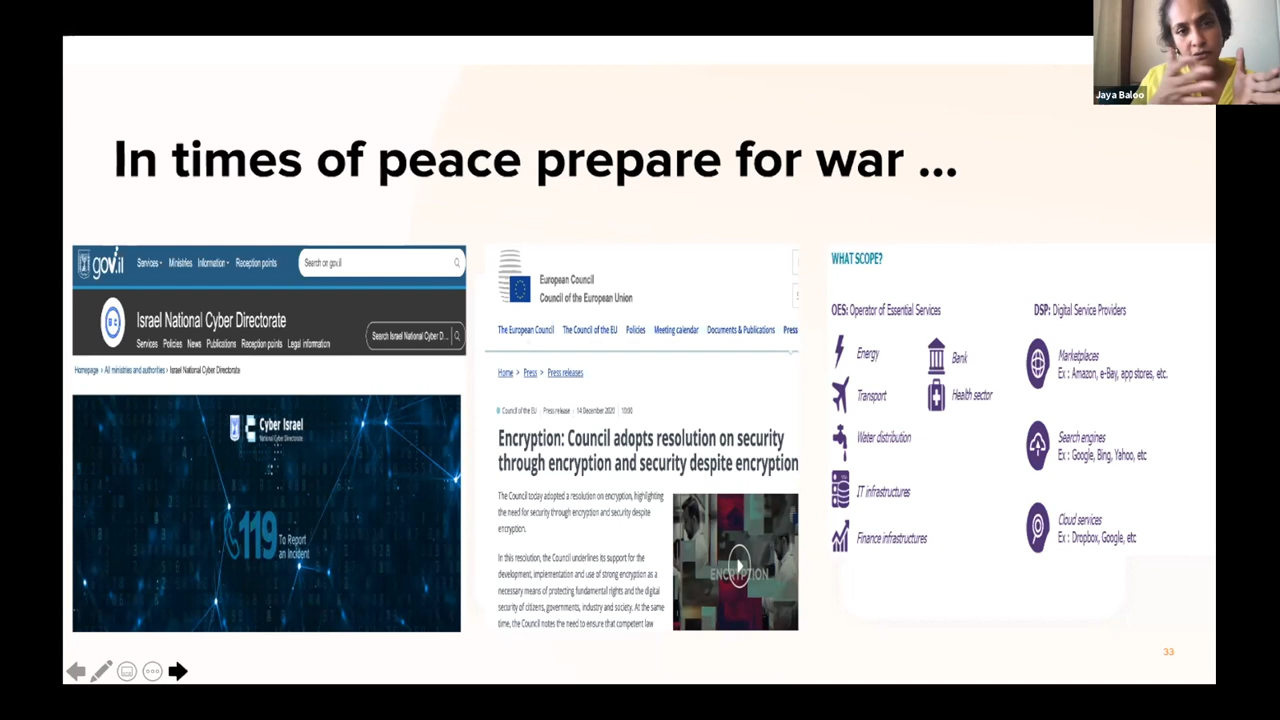 Jaya Baloo
In times of peace prepare for war ...
gov.il
Services
Ministries
Information
Reception points
Search on gov.il
Israel National Cyber Directorate
Services Policies News Publications Reception points Legal information
Search Israel National Cyber D...
Homepage > All ministries and authorities > Israel National Cyber Directorate
Cyber Israel
National Cyber Directorate
119 To Report
an Incident
European Council
Council of the European Union
The European Council The Council of the EU Policies Meeting calendar Documents & Publications Press
Home > Press > Press releases
Council of the EU Press release 14 December 2020 10:00
Encryption: Council adopts resolution on security
through encryption and security despite encryption
The Council today adopted a resolution on encryption, highlighting
the need for security through encryption and security despite
encryption.
In this resolution, the Council underlines its support for the
development, implementation and use of strong encryption as a
necessary means of protecting fundamental rights and the digital
security of citizens, governments, industry and society. At the same
time, the Council notes the need to ensure that competent law
ENCRYPTION
WHAT SCOPE?
OES: Operator of Essential Services
Energy
Bank
Transport
Health sector
Water distribution
IT infrastructures
Finance infrastructures
DSP: Digital Service Providers
Marketplaces
Ex : Amazon, e-Bay, app stores, etc.
Search engines
Ex : Google, Bing, Yahoo, etc
Cloud services
Ex : Dropbox, Google, etc
33